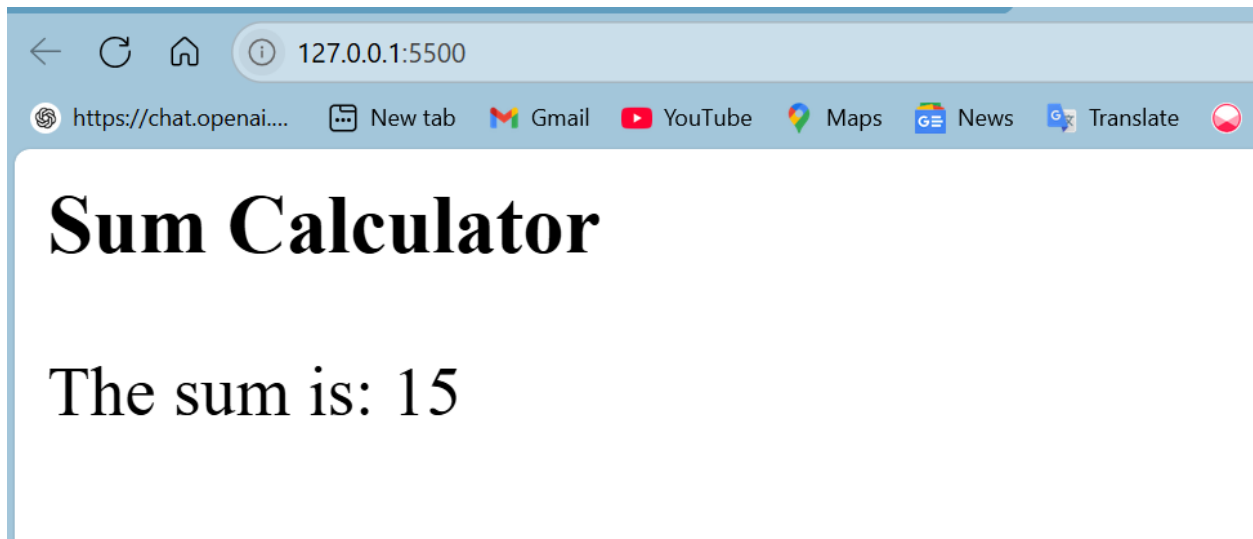 127.0.0.1:5500
https://chat.openai.... New tab Gmail YouTube Maps GE News G Translate
Sum Calculator
The sum is: 15